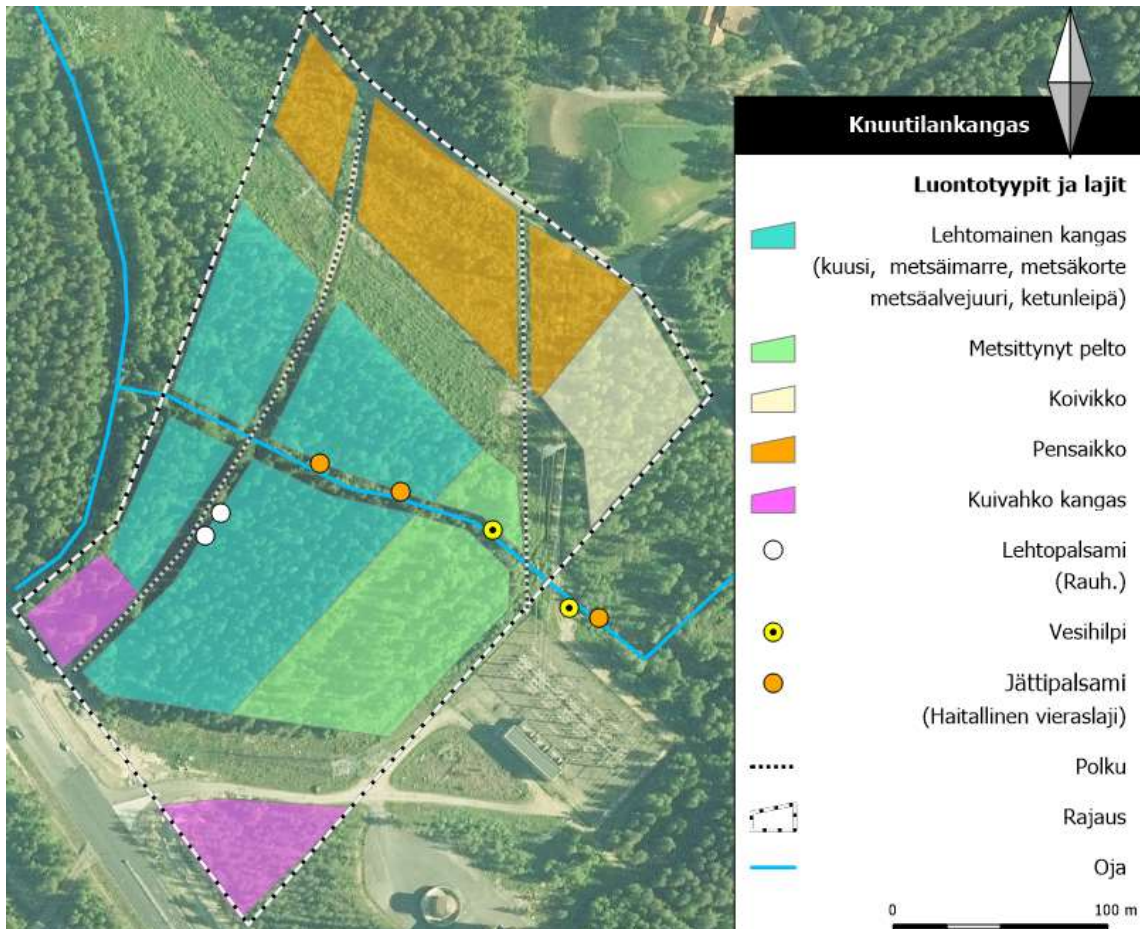 Knuutilankangas
Luontotyypit ja lajit
Lehtomainen kangas
(kuusi, metsäimarre, metsäkorte
metsäalvejuuri, ketunleipä)
Metsittynyt pelto
Koivikko
Pensaikko
Kuivahko kangas
Lehtopalsami
(Rauh.)
Vesihilpi
Jättipalsami
(Haitallinen vieraslaji)
Polku
Rajaus
Oja
0 100 m